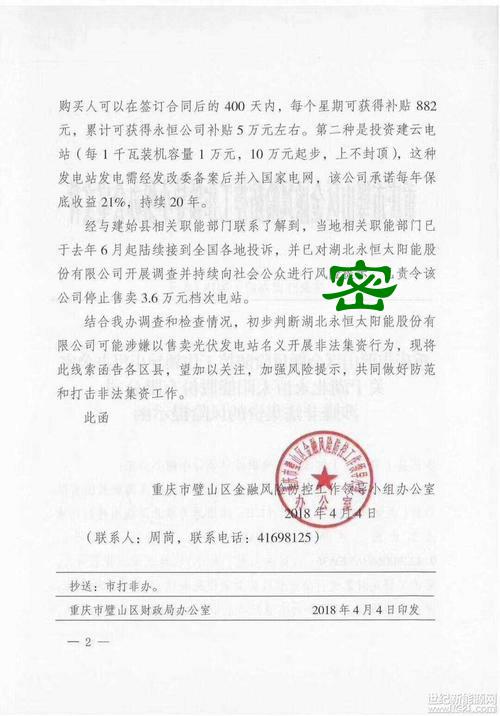 购买人可以在签订合同后的 400 天内，每个星期可获得补贴 882
元，累计可获得永恒公司补贴 5 万元左右。第二种是投资建云电
站（每 1 千瓦装机容量 1 万元，10 万元起步，上不封顶），这种
发电站发电需经发改委备案后并入国家电网，该公司承诺每年保
底收益 21%，持续 20 年。
经与建始县相关职能部门联系了解到，当地相关职能部门已
于去年 6 月起陆续接到全国各地投诉，并已对湖北永恒太阳能股
份有限公司开展调查并持续向社会公众进行风
密
责令该
公司停止售卖 3.6 万元档次电站。
结合我办调查和检查情况，初步判断湖北永恒太阳能股份有
限公司可能涉嫌以售卖光伏发电站名义开展非法集资行为，现将
此线索函告各区县，望加以关注，加强风险提示，共同做好防范
和打击非法集资工作。
此函
重庆市璧山区金融风险防控工作领导小组办公室
2018 年 4 月 4 日
（联系人：周茼，联系电话：41698125）
抄送：市打非办。
重庆市璧山区财政局办公室 2018 年 4 月 4 日印发
— 2 —
世纪新能源网
www.ne21.com